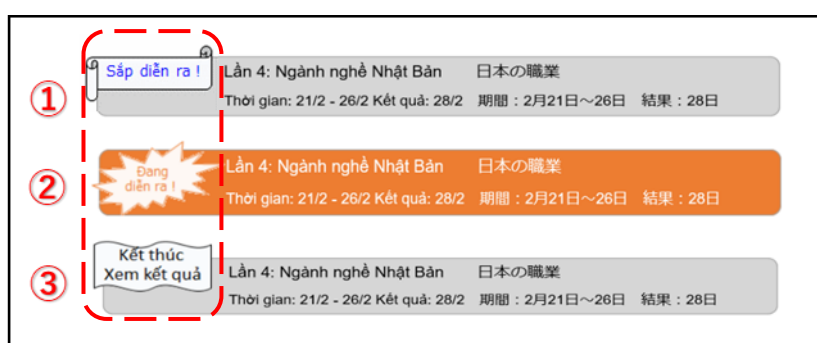 ①
Sắp diễn ra !
Lần 4: Ngành nghề Nhật Bản 日本の職業
Thời gian: 21/2 - 26/2 Kết quả: 28/2 期間：2月21日～26日 結果：28日
②
Đang
diễn ra !
Lần 4: Ngành nghề Nhật Bản 日本の職業
Thời gian: 21/2 - 26/2 Kết quả: 28/2 期間：2月21日～26日 結果：28日
③
Kết thúc
Xem kết quả
Lần 4: Ngành nghề Nhật Bản 日本の職業
Thời gian: 21/2 - 26/2 Kết quả: 28/2 期間：2月21日～26日 結果：28日